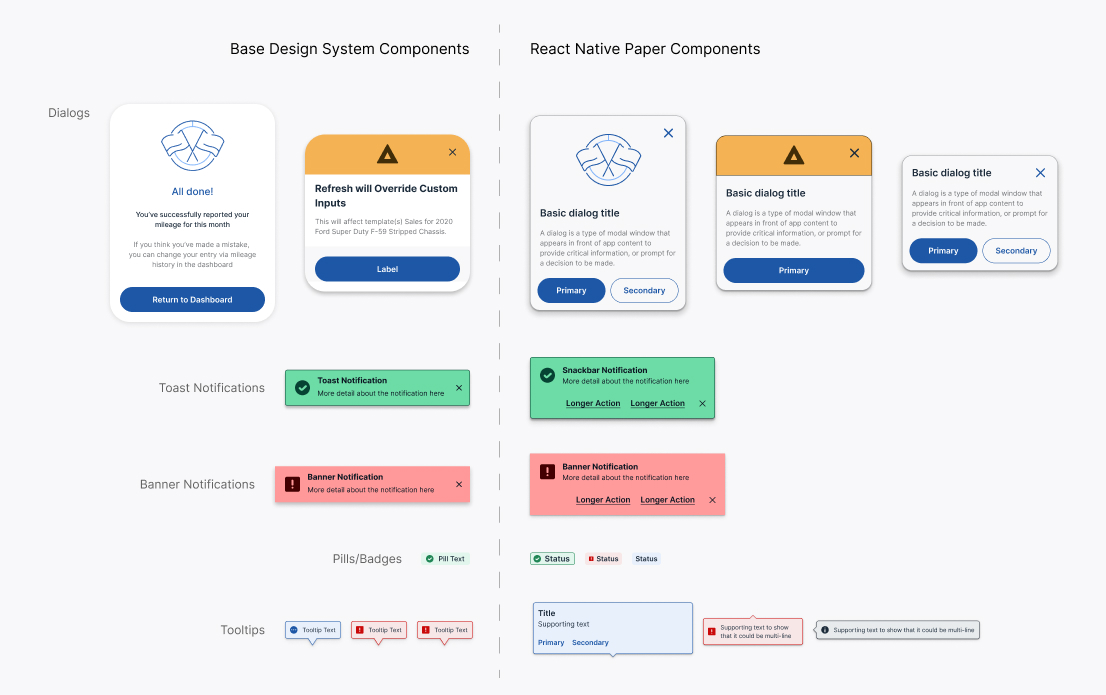 Base Design System Components
React Native Paper Components
Dialogs
All done!
You've successfully reported your
mileage for this month
If you think you've made a mistake,
you can change your entry via mileage
history in the dashboard
Return to Dashboard
Refresh will Override Custom
Inputs
This will affect template(s) Sales for 2020
Ford Super Duty F-59 Stripped Chassis.
Label
Basic dialog title
A dialog is a type of modal window that
appears in front of app content to
provide critical information, or prompt for
a decision to be made.
Primary
Secondary
Basic dialog title
A dialog is a type of modal window that
appears in front of app content to
provide critical information, or prompt for
a decision to be made.
Primary
Basic dialog title
A dialog is a type of modal window that
appears in front of app content to
provide critical information, or prompt for
a decision to be made.
Primary
Secondary
Toast Notifications
Toast Notification
More detail about the notification here
Snackbar Notification
More detail about the notification here
Longer Action
Longer Action
Banner Notifications
Banner Notification
More detail about the notification here
Banner Notification
More detail about the notification here
Longer Action
Longer Action
Pills/Badges
Pill Text
Status
Status
Status
Tooltips
Tooltip Text
Tooltip Text
Tooltip Text
Title
Supporting text
Primary
Secondary
Supporting text to show
that it could be multi-line
Supporting text to show that it could be multi-line